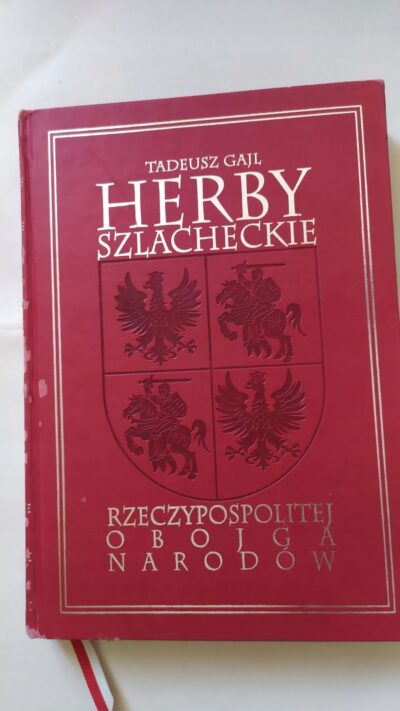 TADEUSZ GAJL
HERBY
SZLACHECKIE
RZECZYPOSPOLITEJ
OBOJGA
NARODÓW